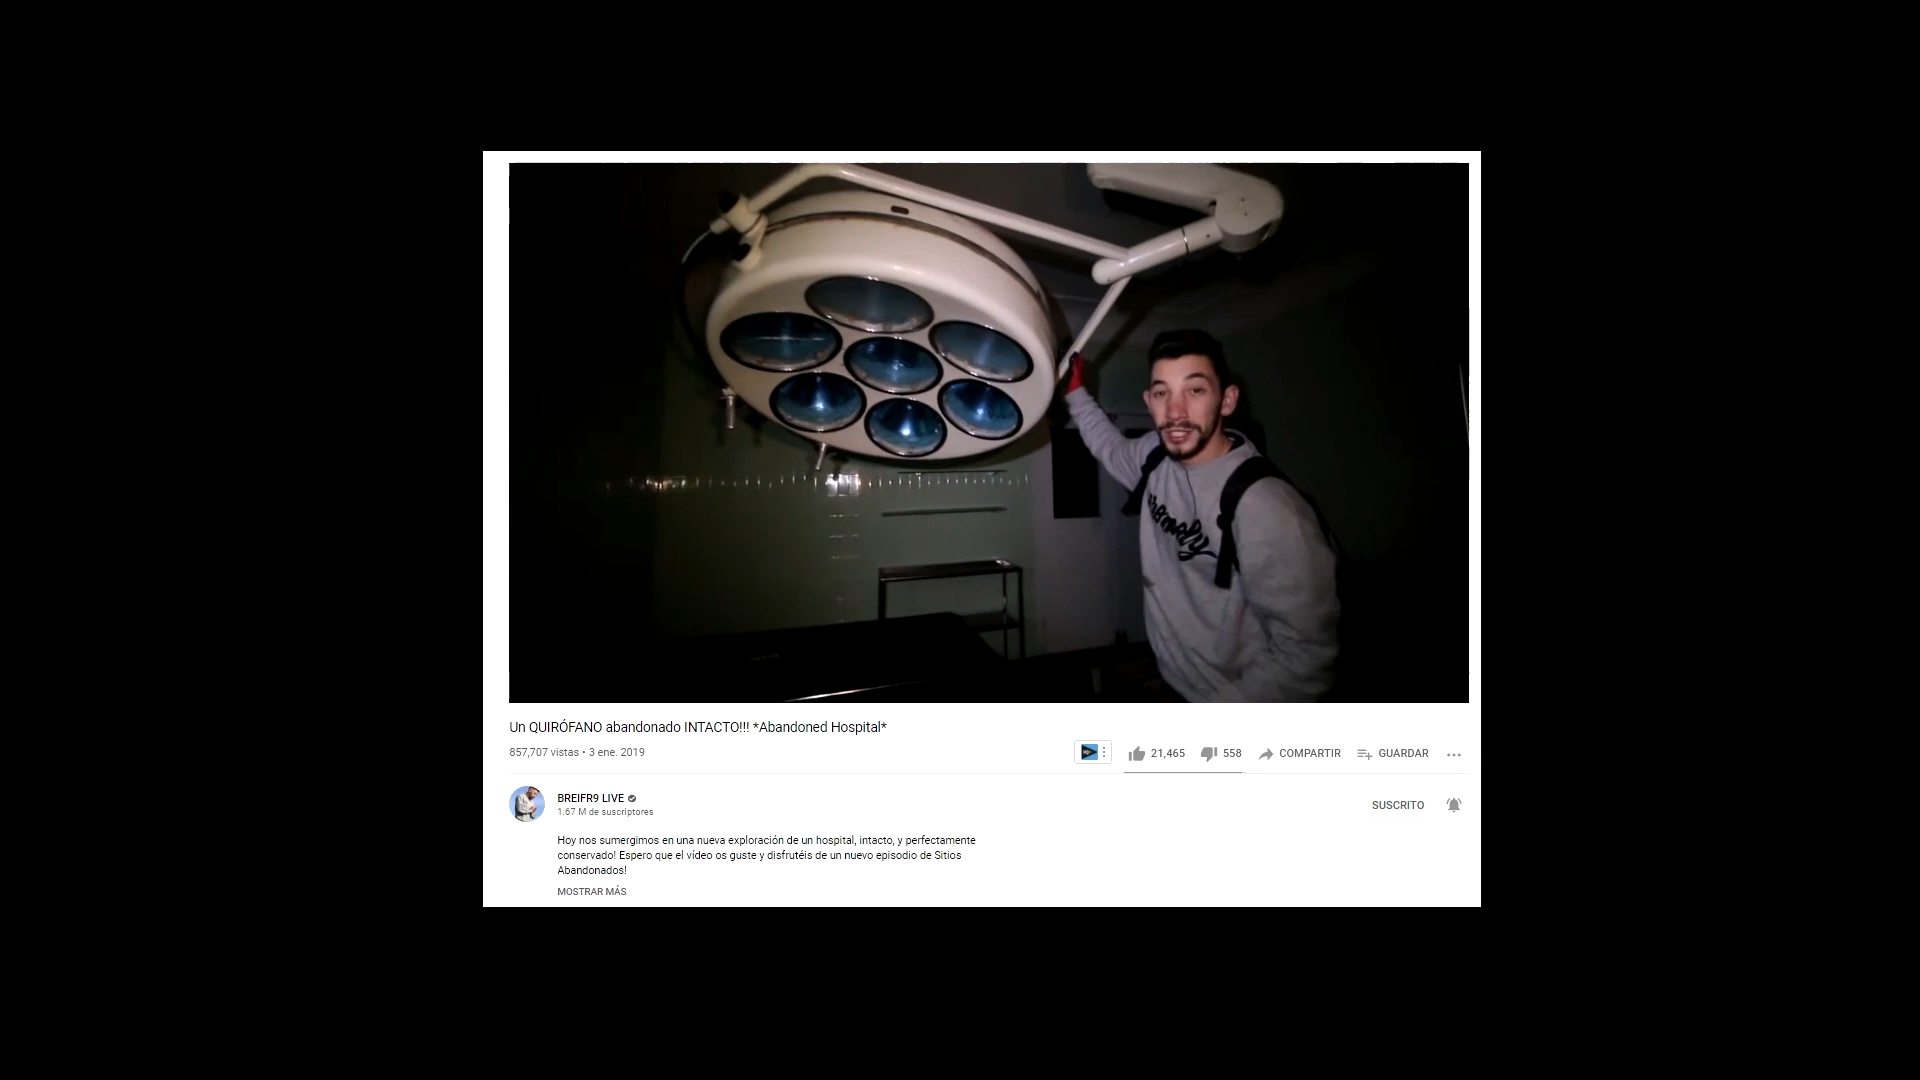 Un QUIRÓFANO abandonado INTACTO!!! *Abandoned Hospital*
857,707 vistas • 3 ene. 2019
21,465
558
COMPARTIR
GUARDAR
BREIFR9 LIVE
1.67 M de suscriptores
SUSCRITO
Hoy nos sumergimos en una nueva exploración de un hospital, intacto, y perfectamente
conservado! Espero que el vídeo os guste y disfrutéis de un nuevo episodio de Sitios
Abandonados!
MOSTRAR MÁS